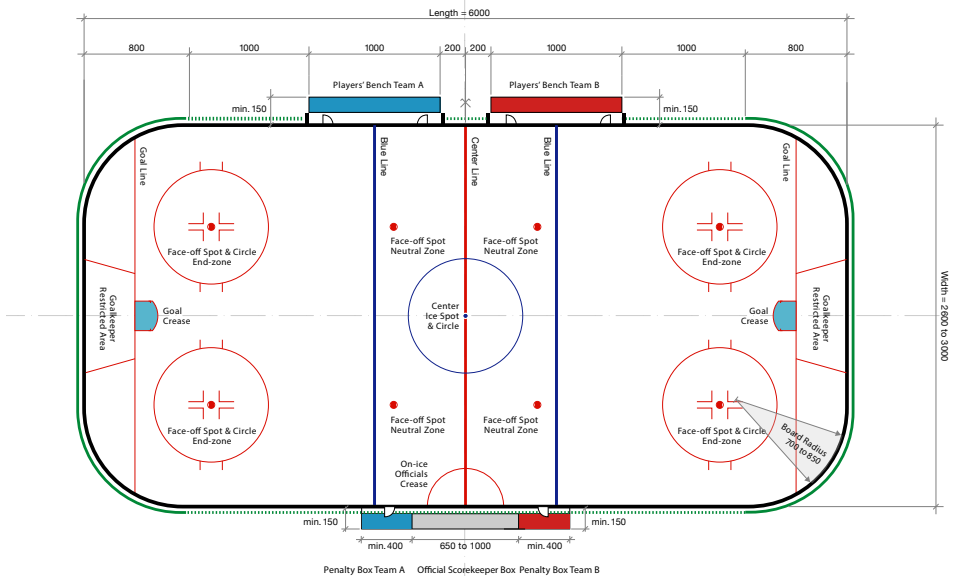 Length = 6000
800
1000
1000
200
200
1000
1000
800
Players' Bench Team A
Players' Bench Team B
min. 150
min. 150
Goal Line
Blue Line
Center Line
Blue Line
Goal Line
Face-off Spot & Circle
End-zone
Face-off Spot
Neutral Zone
Face-off Spot
Neutral Zone
Face-off Spot & Circle
End-zone
Goalkeeper
Restricted Area
Goal
Crease
Center
Ice Spot
& Circle
Goal
Crease
Goalkeeper
Restricted Area
Width = 2600 to 3000
Face-off Spot & Circle
End-zone
Face-off Spot
Neutral Zone
Face-off Spot
Neutral Zone
Face-off Spot & Circle
End-zone
Board Radius
700 to 850
On-ice
Officials
Crease
min. 150
min. 150
min. 400
650 to 1000
min. 400
Penalty Box Team A
Official Scorekeeper Box
Penalty Box Team B